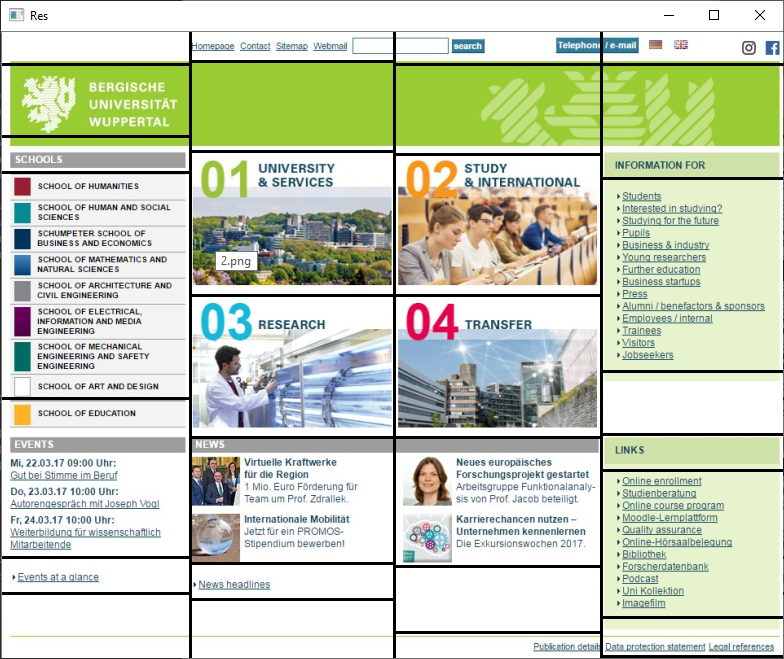 Res
Homepage Contact Sitemap Webmail search Telephone / e-mail
BERGISCHE
UNIVERSITÄT
WUPPERTAL
SCHOOLS
SCHOOL OF HUMANITIES
SCHOOL OF HUMAN AND SOCIAL
SCIENCES
SCHUMPETER SCHOOL OF
BUSINESS AND ECONOMICS
SCHOOL OF MATHEMATICS AND
NATURAL SCIENCES
SCHOOL OF ARCHITECTURE AND
CIVIL ENGINEERING
SCHOOL OF ELECTRICAL,
INFORMATION AND MEDIA
ENGINEERING
SCHOOL OF MECHANICAL
ENGINEERING AND SAFETY
ENGINEERING
SCHOOL OF ART AND DESIGN
SCHOOL OF EDUCATION
EVENTS
Mi, 22.03.17 09:00 Uhr:
Gut bei Stimme im Beruf
Do, 23.03.17 10:00 Uhr:
Autorengespräch mit Joseph Vogl
Fr, 24.03.17 10:00 Uhr:
Weiterbildung für wissenschaftlich
Mitarbeitende
Events at a glance
01 UNIVERSITY
& SERVICES
2.png
02 STUDY
& INTERNATIONAL
03 RESEARCH
04 TRANSFER
NEWS
Virtuelle Kraftwerke
für die Region
1 Mio. Euro Förderung für
Team um Prof. Zdrallek.
Internationale Mobilität
Jetzt für ein PROMOS-
Stipendium bewerben!
News headlines
Neues europäisches
Forschungsprojekt gestartet
Arbeitsgruppe Funktionalanaly-
sis von Prof. Jacob beteiligt.
Karrierechancen nutzen –
Unternehmen kennenlernen
Die Exkursionswochen 2017.
INFORMATION FOR
Students
Interested in studying?
Studying for the future
Pupils
Business & industry
Young researchers
Further education
Business startups
Press
Alumni / benefactors & sponsors
Employees / internal
Trainees
Visitors
Jobseekers
LINKS
Online enrollment
Studienberatung
Online course program
Moodle-Lernplattform
Quality assurance
Online-Hörsaalbelegung
Bibliothek
Forscherdatenbank
Podcast
Uni Kollektion
Imagefilm
Publication details Data protection statement Legal references